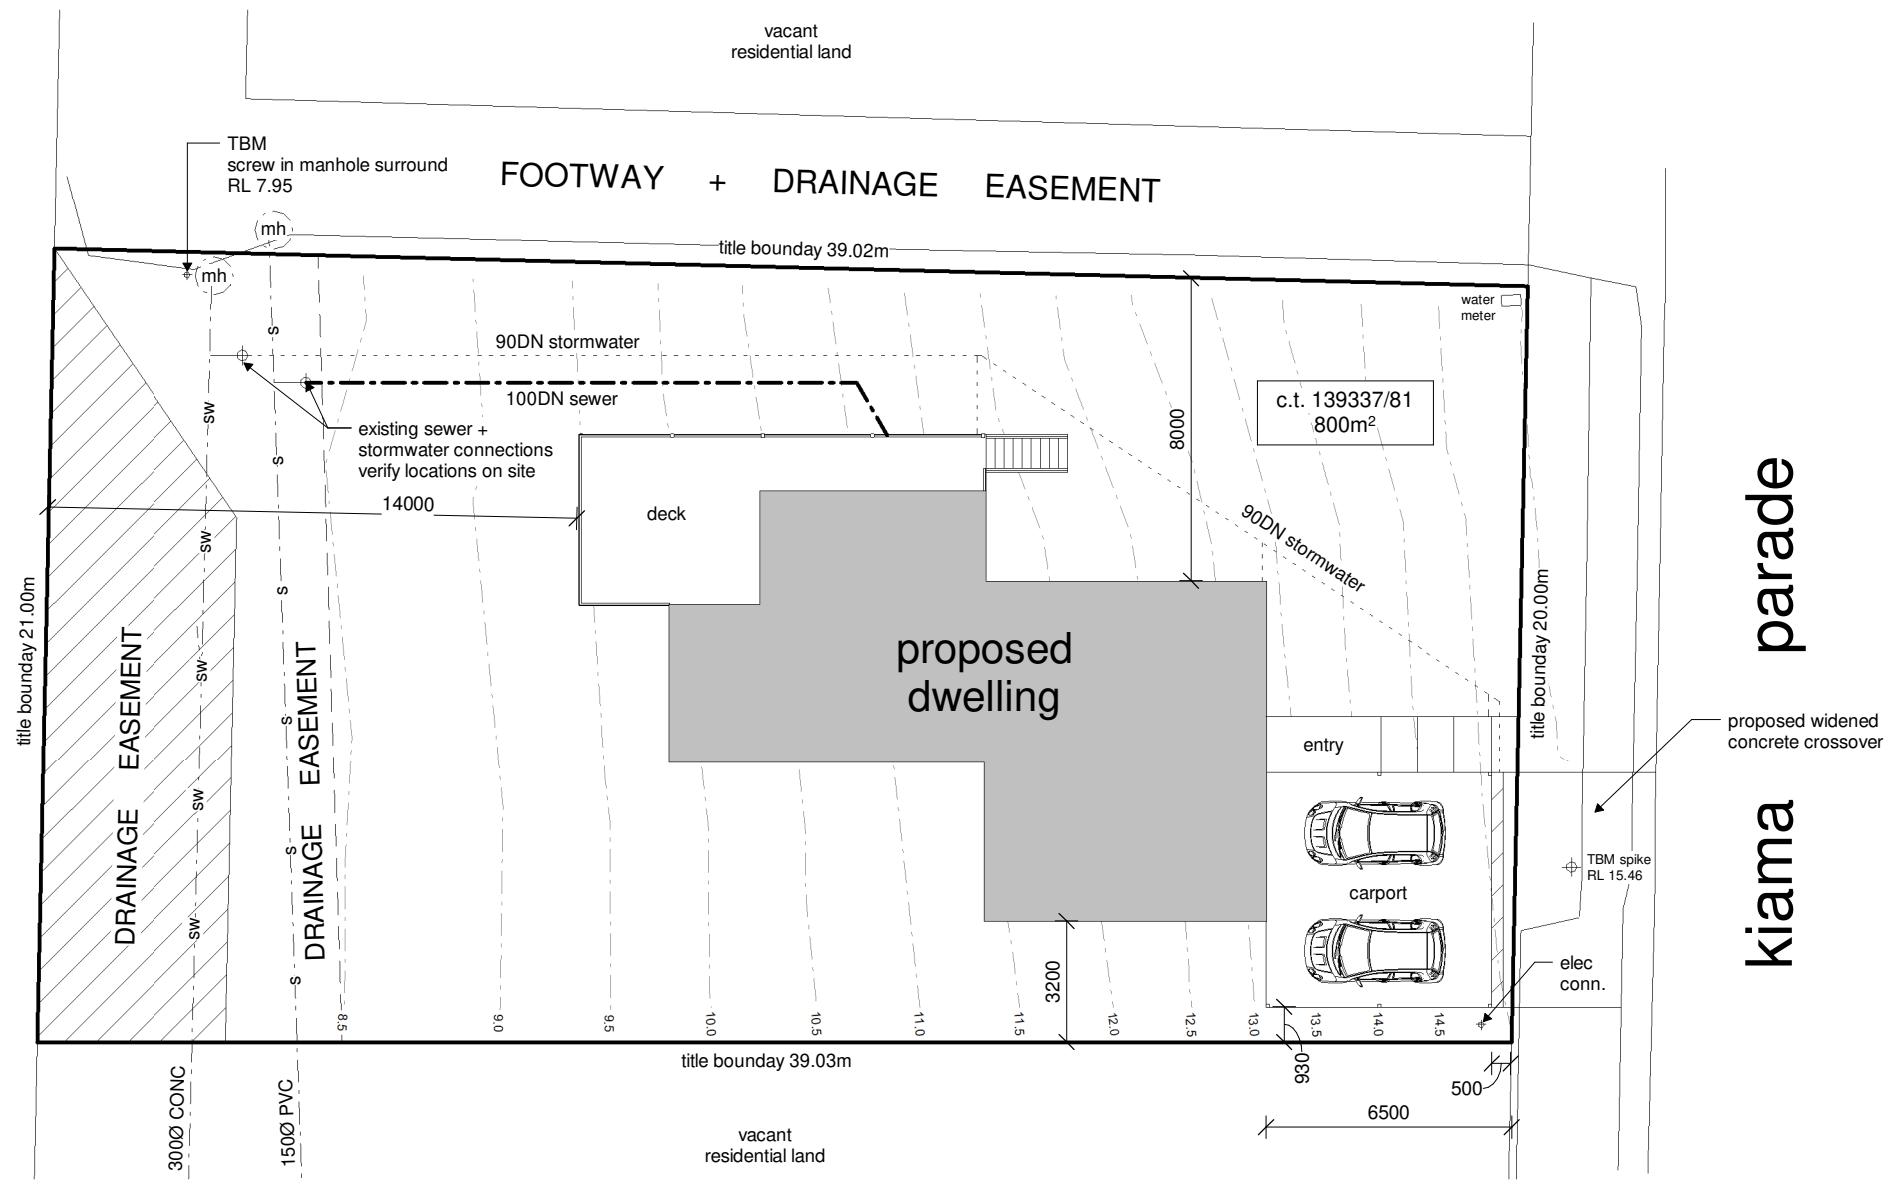 vacant
residential land
TBM
screw in manhole surround
RL 7.95
FOOTWAY + DRAINAGE EASEMENT
mh
mh
title bounday 39.02m
water
meter
90DN stormwater
100DN sewer
c.t. 139337/81
800m²
8000
existing sewer +
stormwater connections
verify locations on site
14000
deck
90DN stormwater
s
s
s
s
s
s
sw
sw
sw
sw
sw
title bounday 21.00m
DRAINAGE EASEMENT
DRAINAGE EASEMENT
proposed
dwelling
title bounday 20.00m
kiama parade
entry
proposed widened
concrete crossover
TBM spike
RL 15.46
carport
elec
conn.
3200
8.5
9.0
9.5
10.0
10.5
11.0
11.5
12.0
12.5
13.0
13.5
14.0
14.5
title bounday 39.03m
930
500
6500
300Ø CONC
150Ø PVC
vacant
residential land